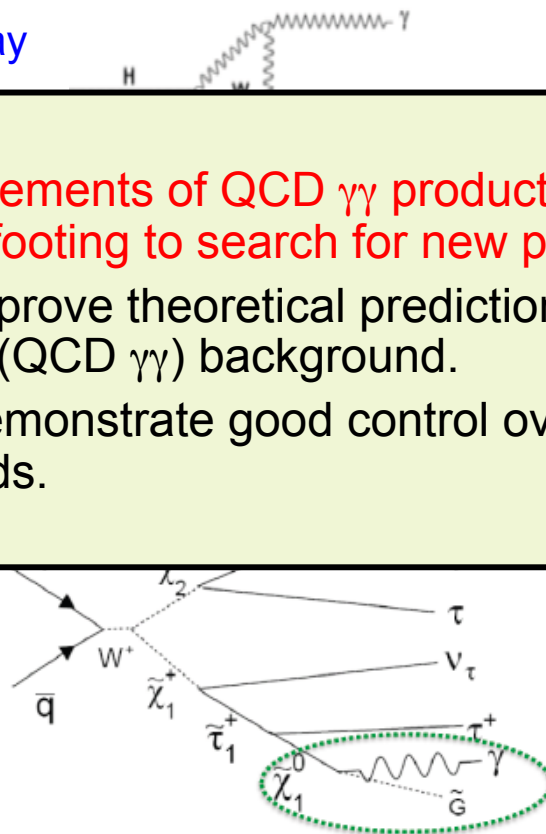 ay
γ
H
W
ements of QCD γγ product
footing to search for new p
prove theoretical prediction
(QCD γγ) background.
emonstrate good control ov
ds.
χ̃₂
τ
W⁺
ν_τ
q̅
χ̃₁⁺
τ̃₁⁺
τ⁺
γ
χ̃₁⁰
G̃